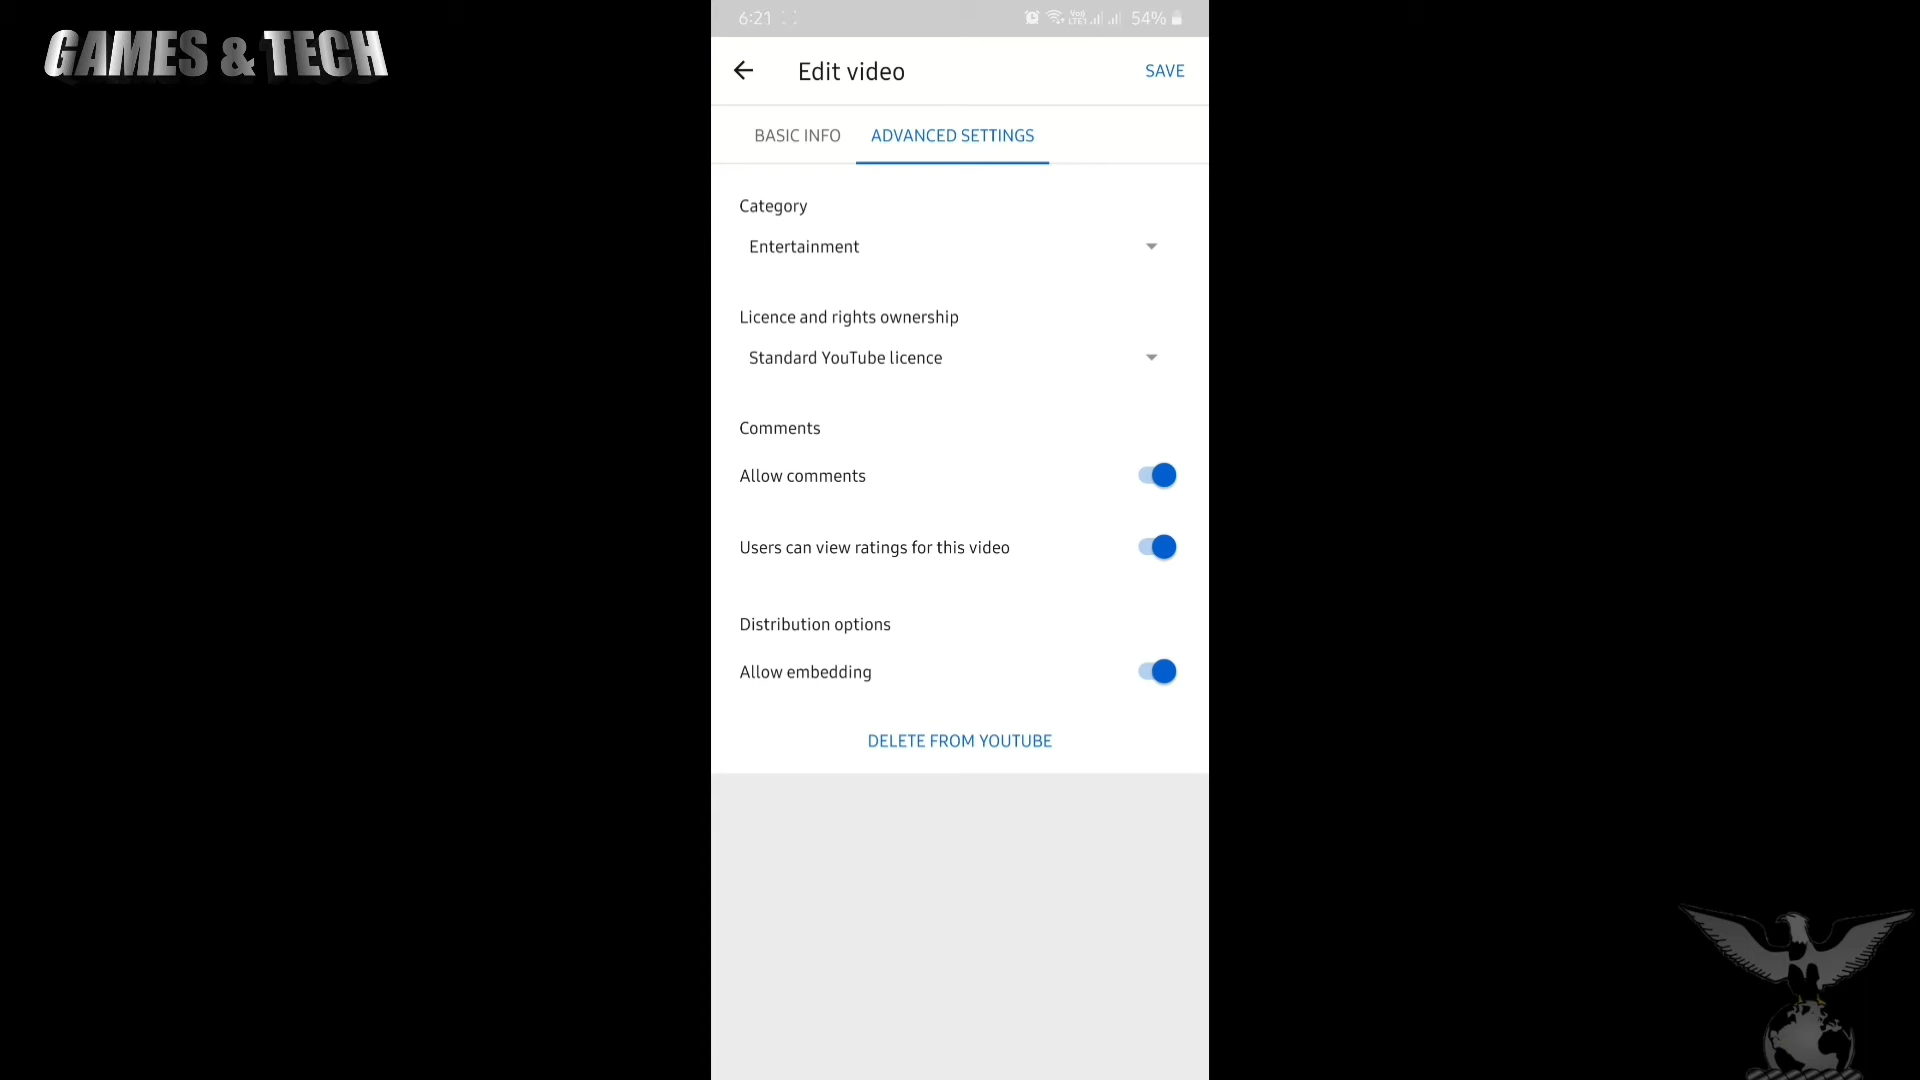 GAMES & TECH
6:21
54%
Edit video
SAVE
BASIC INFO
ADVANCED SETTINGS
Category
Entertainment
Licence and rights ownership
Standard YouTube licence
Comments
Allow comments
Users can view ratings for this video
Distribution options
Allow embedding
DELETE FROM YOUTUBE